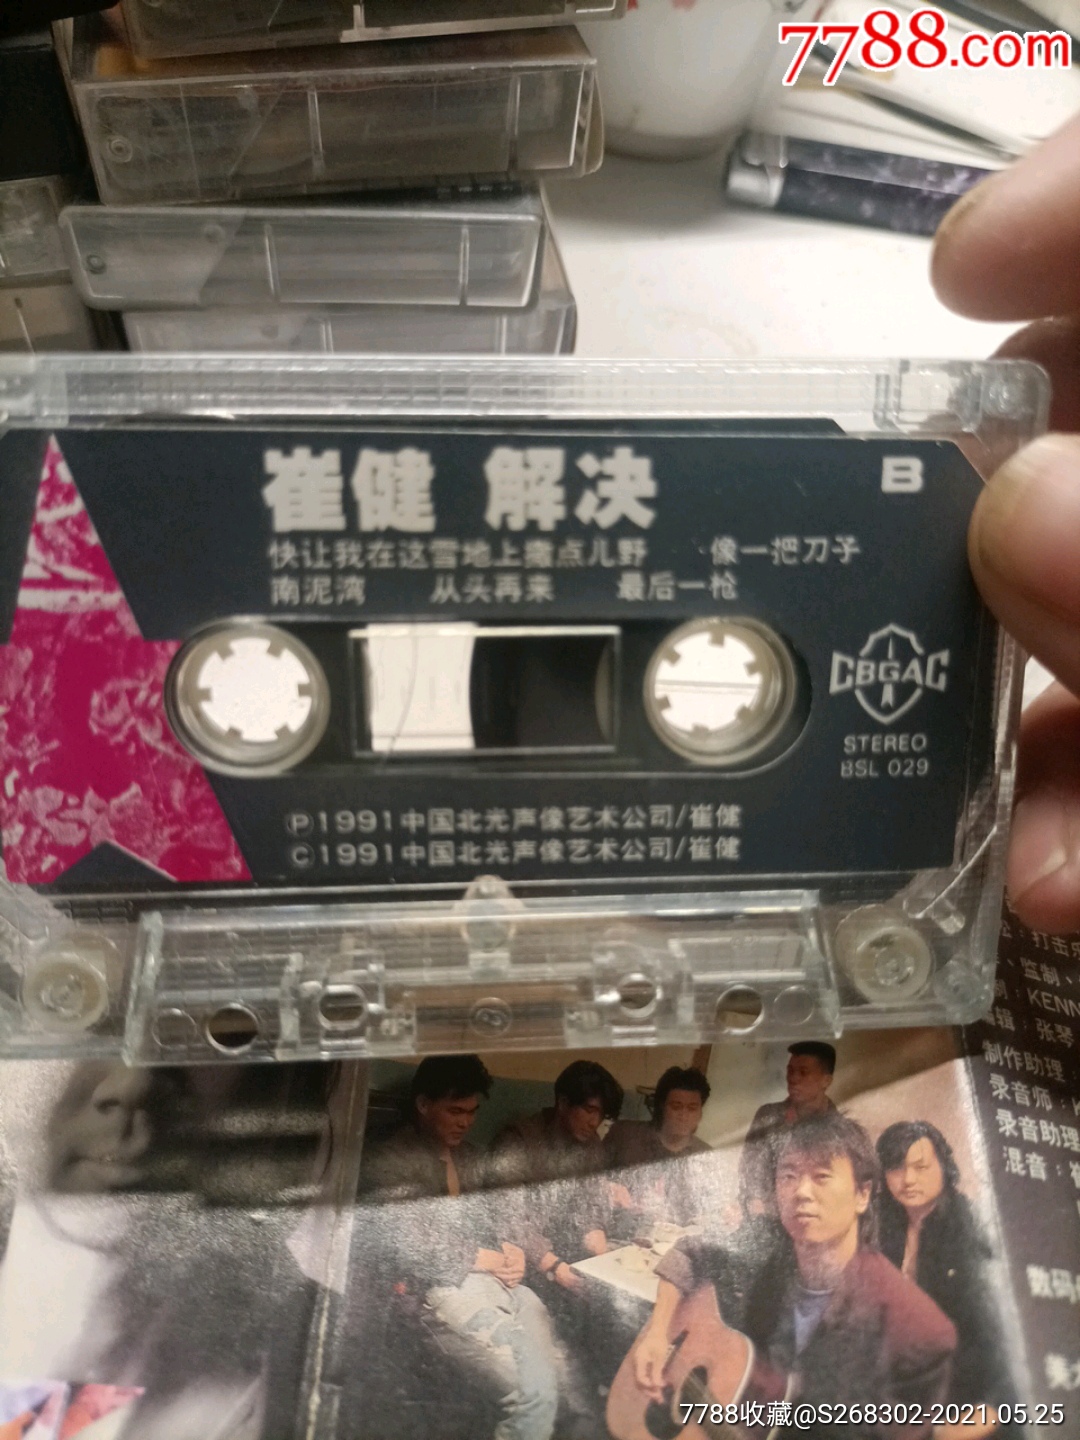 7788.com
崔健 解决
B
快让我在这雪地上撒点儿野 像一把刀子
南泥湾 从头再来 最后一枪
CBGAC
STEREO
BSL 029
Ⓟ1991中国北光声像艺术公司/崔健
Ⓒ1991中国北光声像艺术公司/崔健
打击乐
监制
KENN
张琴
制作助理:
录音师:
录音助理
混音:
数码
7788收藏@S268302-2021.05.25